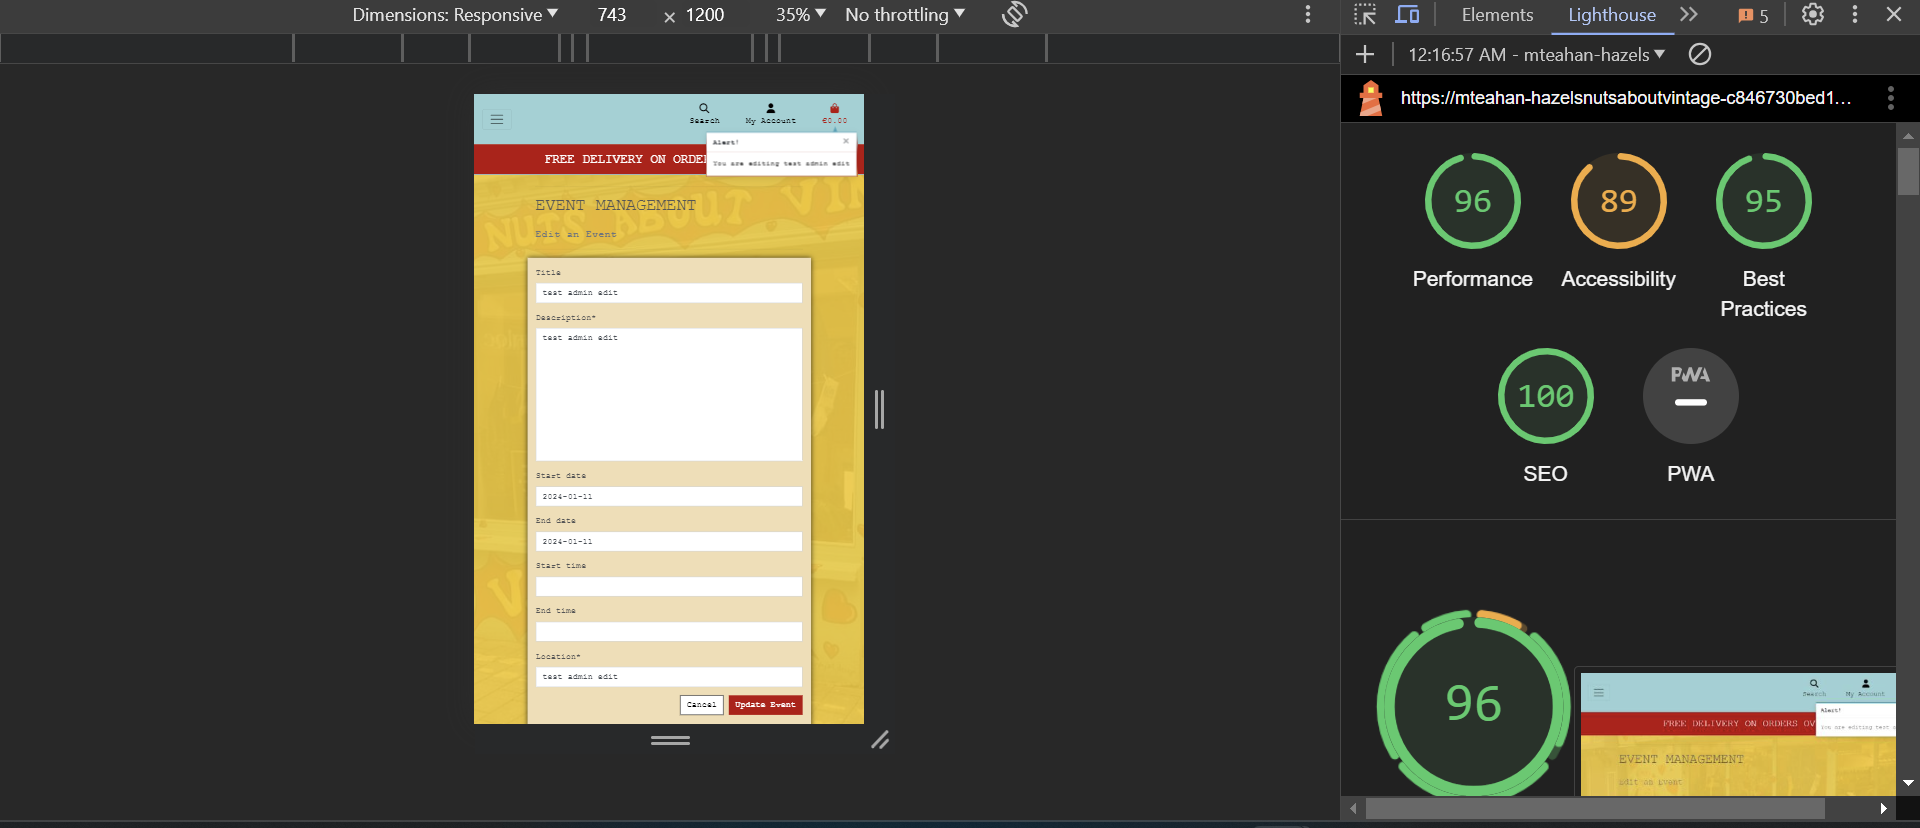 Dimensions: Responsive 743 × 1200 35% No throttling
Elements Lighthouse 5
12:16:57 AM - mteahan-hazels
https://mteahan-hazelsnutsaboutvintage-c846730bed1…
Search My Account €0.00
Alert!
You are editing test admin edit
FREE DELIVERY ON ORDE
NUTS ABOUT VIN
EVENT MANAGEMENT
Edit an Event
Title
test admin edit
Description*
test admin edit
Start date
2024-01-11
End date
2024-01-11
Start time
End time
Location*
test admin edit
Cancel Update Event
96 89 95
Performance Accessibility Best
Practices
100 PWA
SEO PWA
96
Search My Account
Alert!
You are editing test
FREE DELIVERY ON ORDERS OV
EVENT MANAGEMENT
Edit an Event